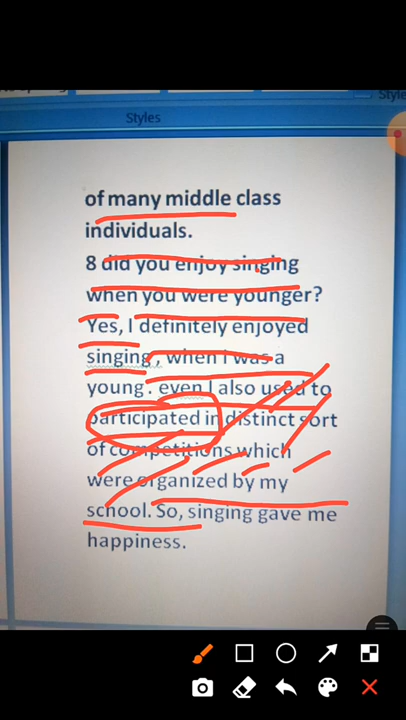 Styles
of many middle class
individuals.
8 did you enjoy singing
when you were younger?
Yes, I definitely enjoyed
singing, when I was a
young . even I also used to
participated in distinct sort
of competitions which
were organized by my
school. So, singing gave me
happiness.